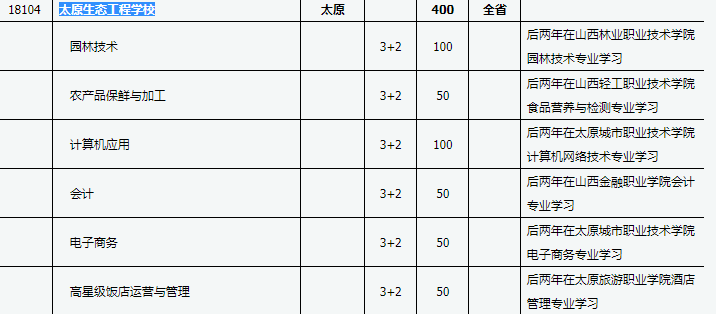 18104 太原生态工程学校 太原 400 全省
园林技术 3+2 100 后两年在山西林业职业技术学院
园林技术专业学习
农产品保鲜与加工 3+2 50 后两年在山西轻工职业技术学院
食品营养与检测专业学习
计算机应用 3+2 100 后两年在太原城市职业技术学院
计算机网络技术专业学习
会计 3+2 50 后两年在山西金融职业学院会计
专业学习
电子商务 3+2 50 后两年在太原城市职业技术学院
电子商务专业学习
高星级饭店运营与管理 3+2 50 后两年在太原旅游职业学院酒店
管理专业学习